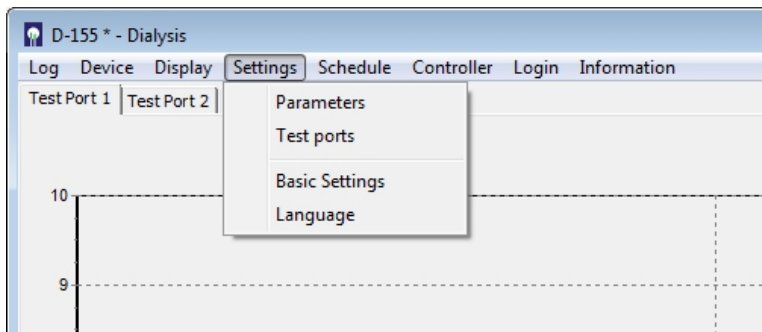 D-155 * - Dialysis
Log Device Display Settings Schedule Controller Login Information
Test Port 1 Test Port 2
Parameters
Test ports
Basic Settings
Language
10
9